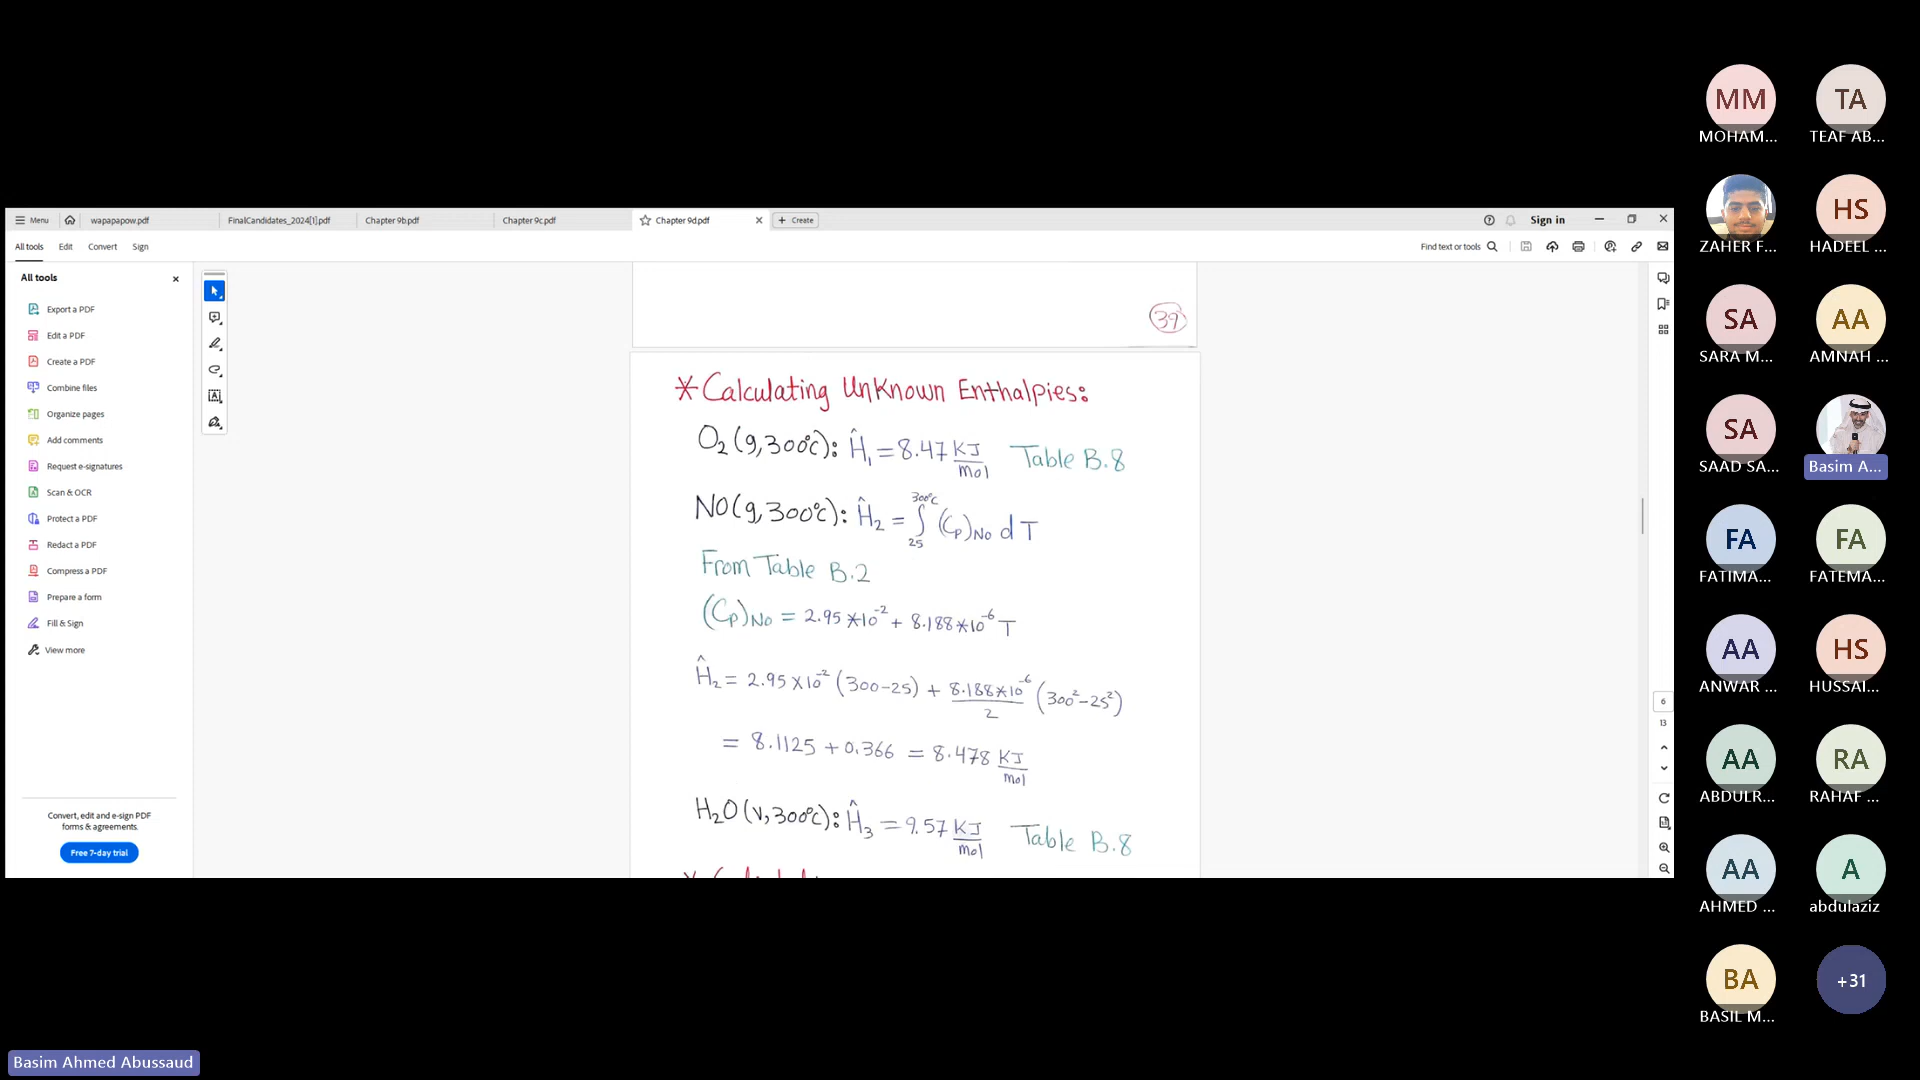 Menu
wapapapow.pdf
FinalCandidates_2024[1].pdf
Chapter 9b.pdf
Chapter 9c.pdf
Chapter 9d.pdf
Create
Sign in
All tools
Edit
Convert
Sign
Find text or tools
All tools
Export a PDF
Edit a PDF
Create a PDF
Combine files
Organize pages
Add comments
Request e-signatures
Scan & OCR
Protect a PDF
Redact a PDF
Compress a PDF
Prepare a form
Fill & Sign
View more
Convert, edit and e-sign PDF
forms & agreements.
Free 7-day trial
39
*Calculating UnKnown Enthalpies:
O₂(g,300°C): Ĥ₁ = 8.47 KJ/mol Table B.8
NO(g,300°C): Ĥ₂ = ∫₂₅^300°C (Cp)NO dT
From Table B.2
(Cp)NO = 2.95*10⁻² + 8.188*10⁻⁶ T
Ĥ₂ = 2.95×10⁻² (300-25) + 8.188*10⁻⁶/2 (300²-25²)
= 8.1125 + 0.366 = 8.478 KJ/mol
H₂O(v,300°C): Ĥ₃ = 9.57 KJ/mol Table B.8
6
13
MM
MOHAM...
TA
TEAF AB...
ZAHER F...
HS
HADEEL ...
SA
SARA M...
AA
AMNAH ...
SA
SAAD SA...
Basim A...
FA
FATIMA...
FA
FATEMA...
AA
ANWAR ...
HS
HUSSAI...
AA
ABDULR...
RA
RAHAF ...
AA
AHMED ...
A
abdulaziz
BA
BASIL M...
+31
Basim Ahmed Abussaud